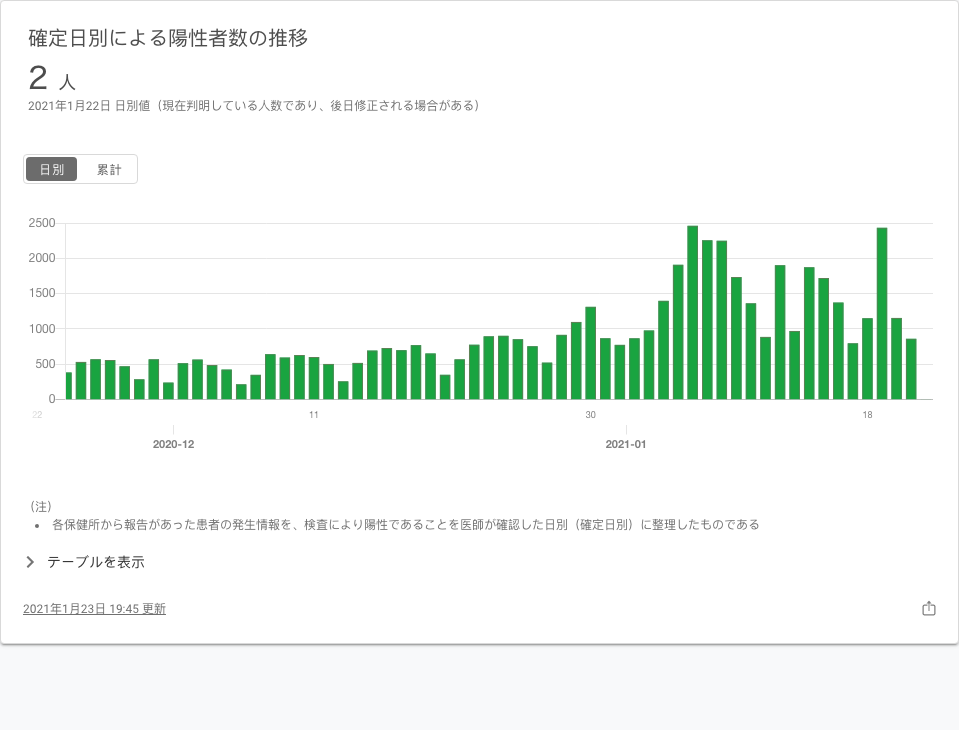 確定日別による陽性者数の推移
2 人
2021年1月22日 日別値（現在判明している人数であり、後日修正される場合がある）
日別 累計
2500
2000
1500
1000
500
0
22 11 30 18
2020-12 2021-01
（注）
• 各保健所から報告があった患者の発生情報を、検査により陽性であることを医師が確認した日別（確定日別）に整理したものである
テーブルを表示
2021年1月23日 19:45 更新